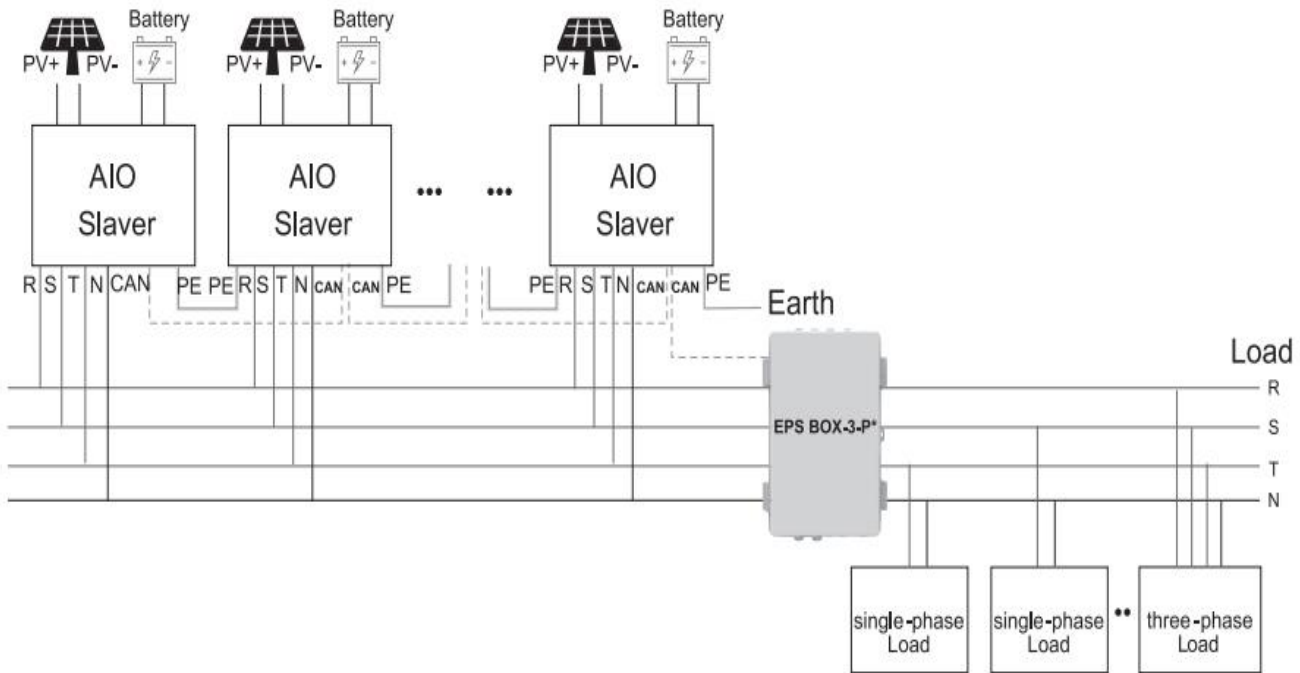 Battery Battery Battery
PV+ PV- PV+ PV- PV+ PV-
+ - + - + -
AIO AIO ••• ••• AIO
Slaver Slaver Slaver
R S T N CAN PE PE R S T N CAN CAN PE PE R S T N CAN CAN PE
Earth
Load
R
EPS BOX-3-P* S
T
N
single-phase single-phase •• three-phase
Load Load Load